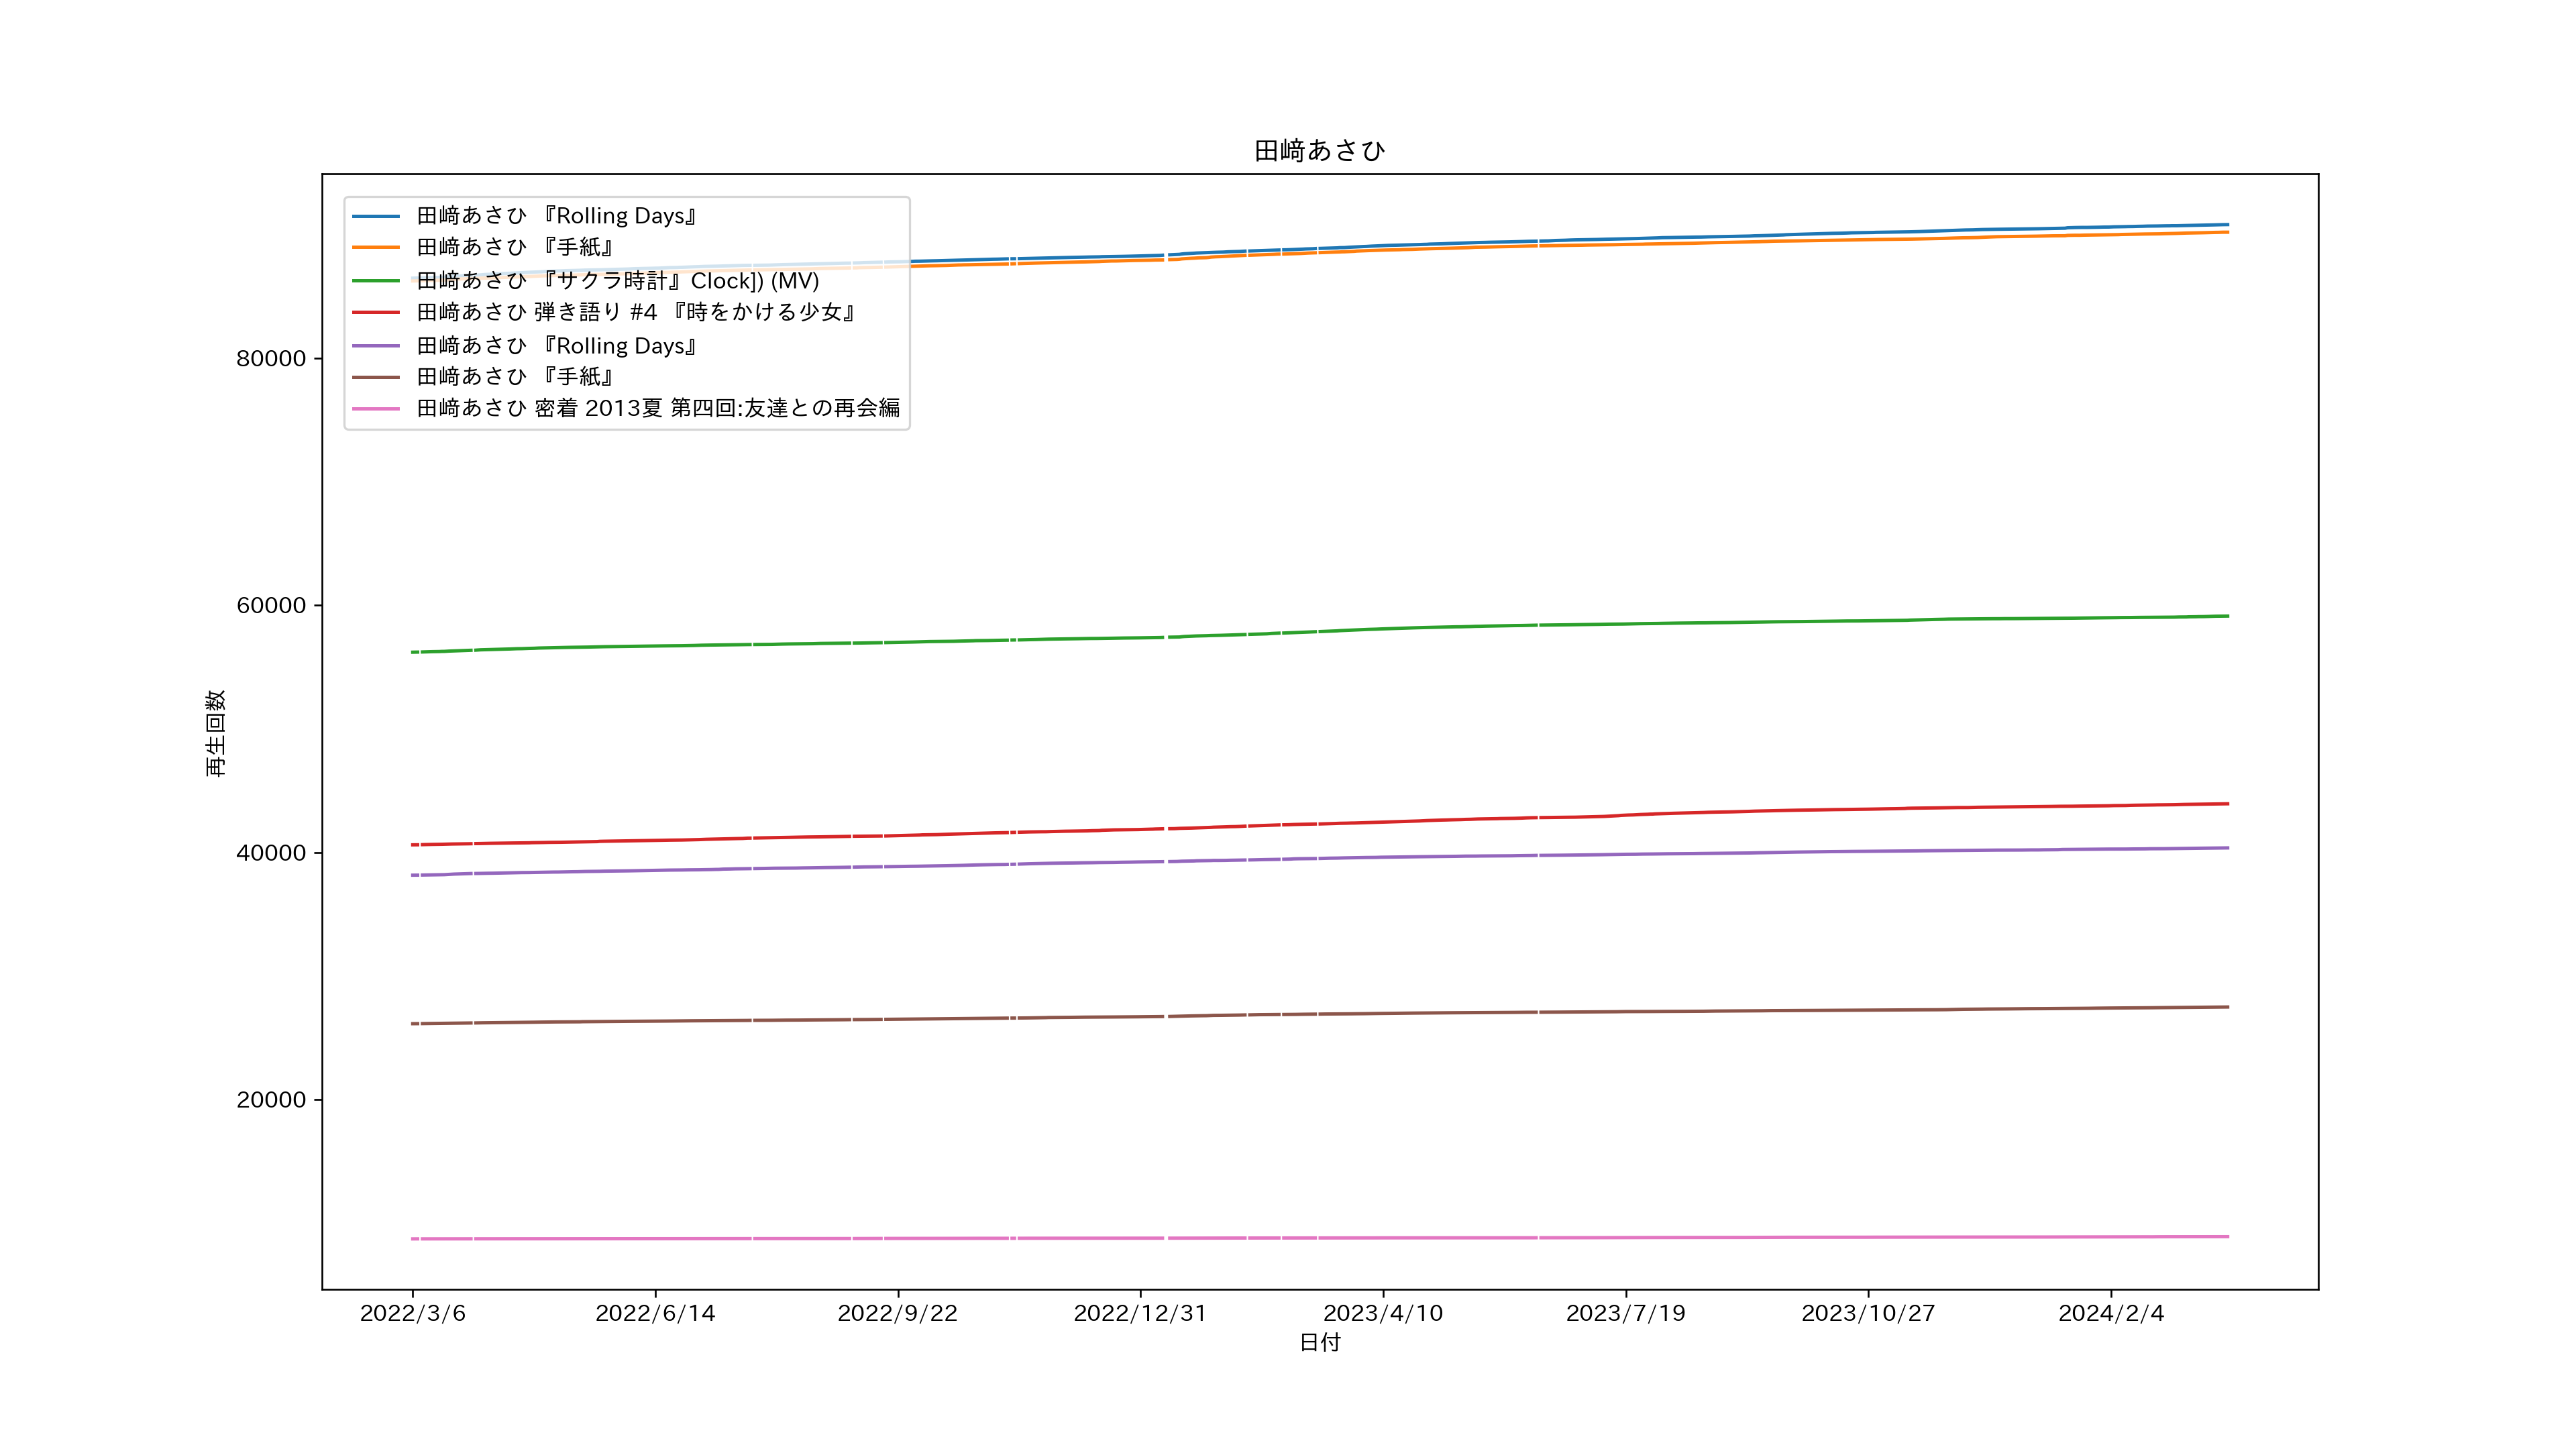 田﨑あさひ
田﨑あさひ 『Rolling Days』
田﨑あさひ 『手紙』
田﨑あさひ 『サクラ時計』Clock]) (MV)
田﨑あさひ 弾き語り #4 『時をかける少女』
田﨑あさひ 『Rolling Days』
田﨑あさひ 『手紙』
田﨑あさひ 密着 2013夏 第四回:友達との再会編
80000
60000
40000
20000
再生回数
2022/3/6 2022/6/14 2022/9/22 2022/12/31 2023/4/10 2023/7/19 2023/10/27 2024/2/4
日付